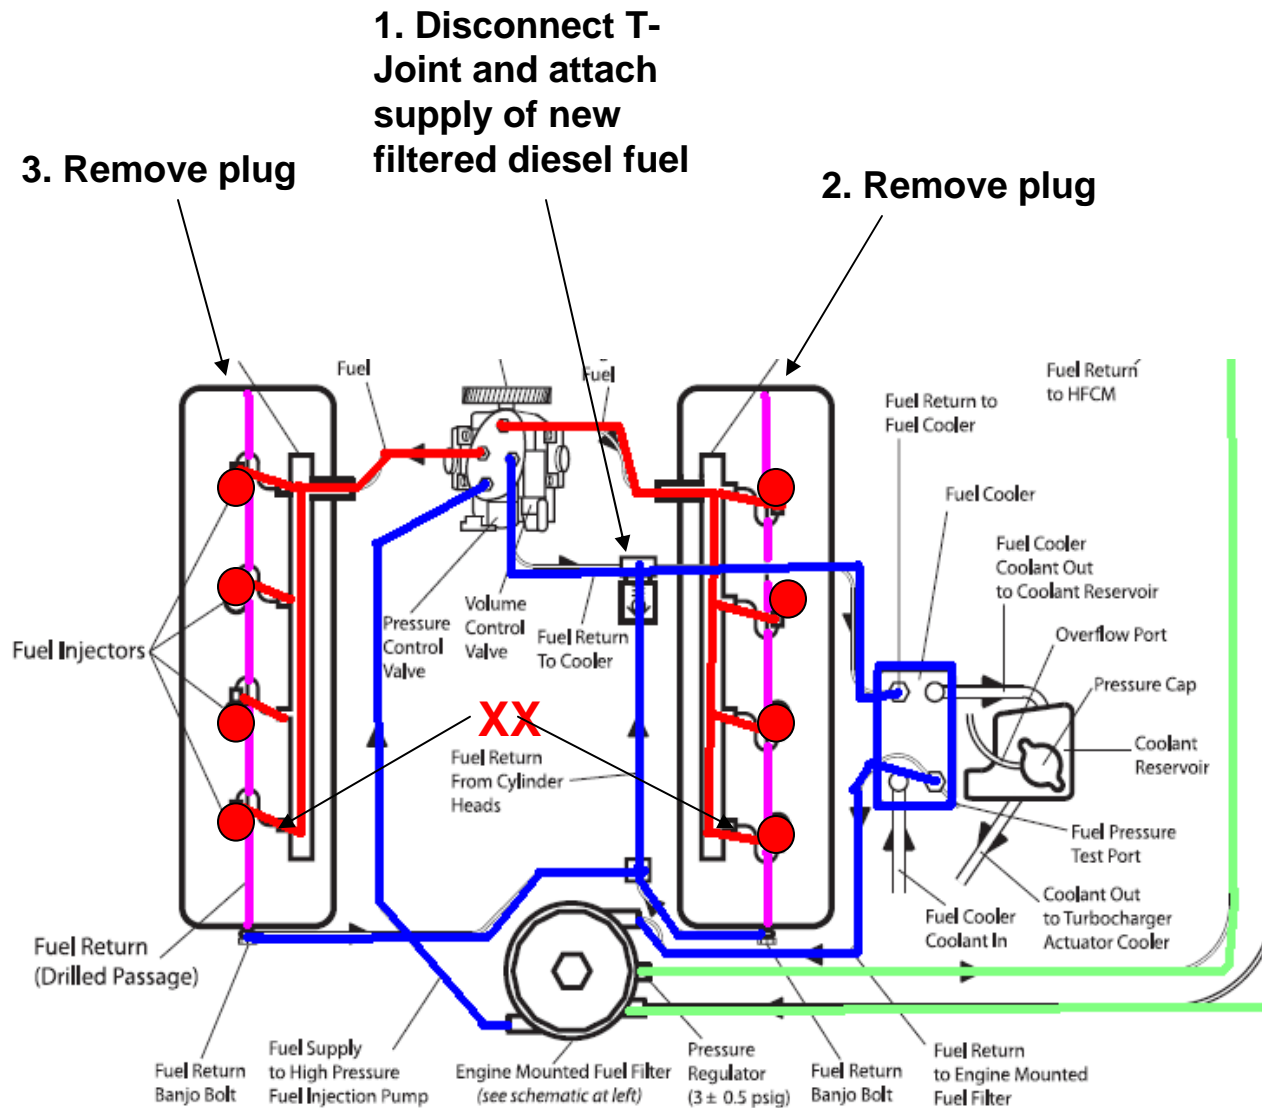 1. Disconnect T-
Joint and attach
supply of new
filtered diesel fuel
3. Remove plug
2. Remove plug
Fuel
Fuel
Fuel Return
to HFCM
Fuel Return to
Fuel Cooler
Fuel Cooler
Fuel Cooler
Coolant Out
to Coolant Reservoir
Overflow Port
Pressure Cap
Coolant
Reservoir
Fuel Injectors
Pressure
Control
Valve
Volume
Control
Valve
Fuel Return
To Cooler
XX
Fuel Return
From Cylinder
Heads
Fuel Pressure
Test Port
Fuel Cooler
Coolant In
Coolant Out
to Turbocharger
Actuator Cooler
Fuel Return
(Drilled Passage)
Fuel Return
Banjo Bolt
Fuel Supply
to High Pressure
Fuel Injection Pump
Engine Mounted Fuel Filter
(see schematic at left)
Pressure
Regulator
(3 ± 0.5 psig)
Fuel Return
Banjo Bolt
Fuel Return
to Engine Mounted
Fuel Filter